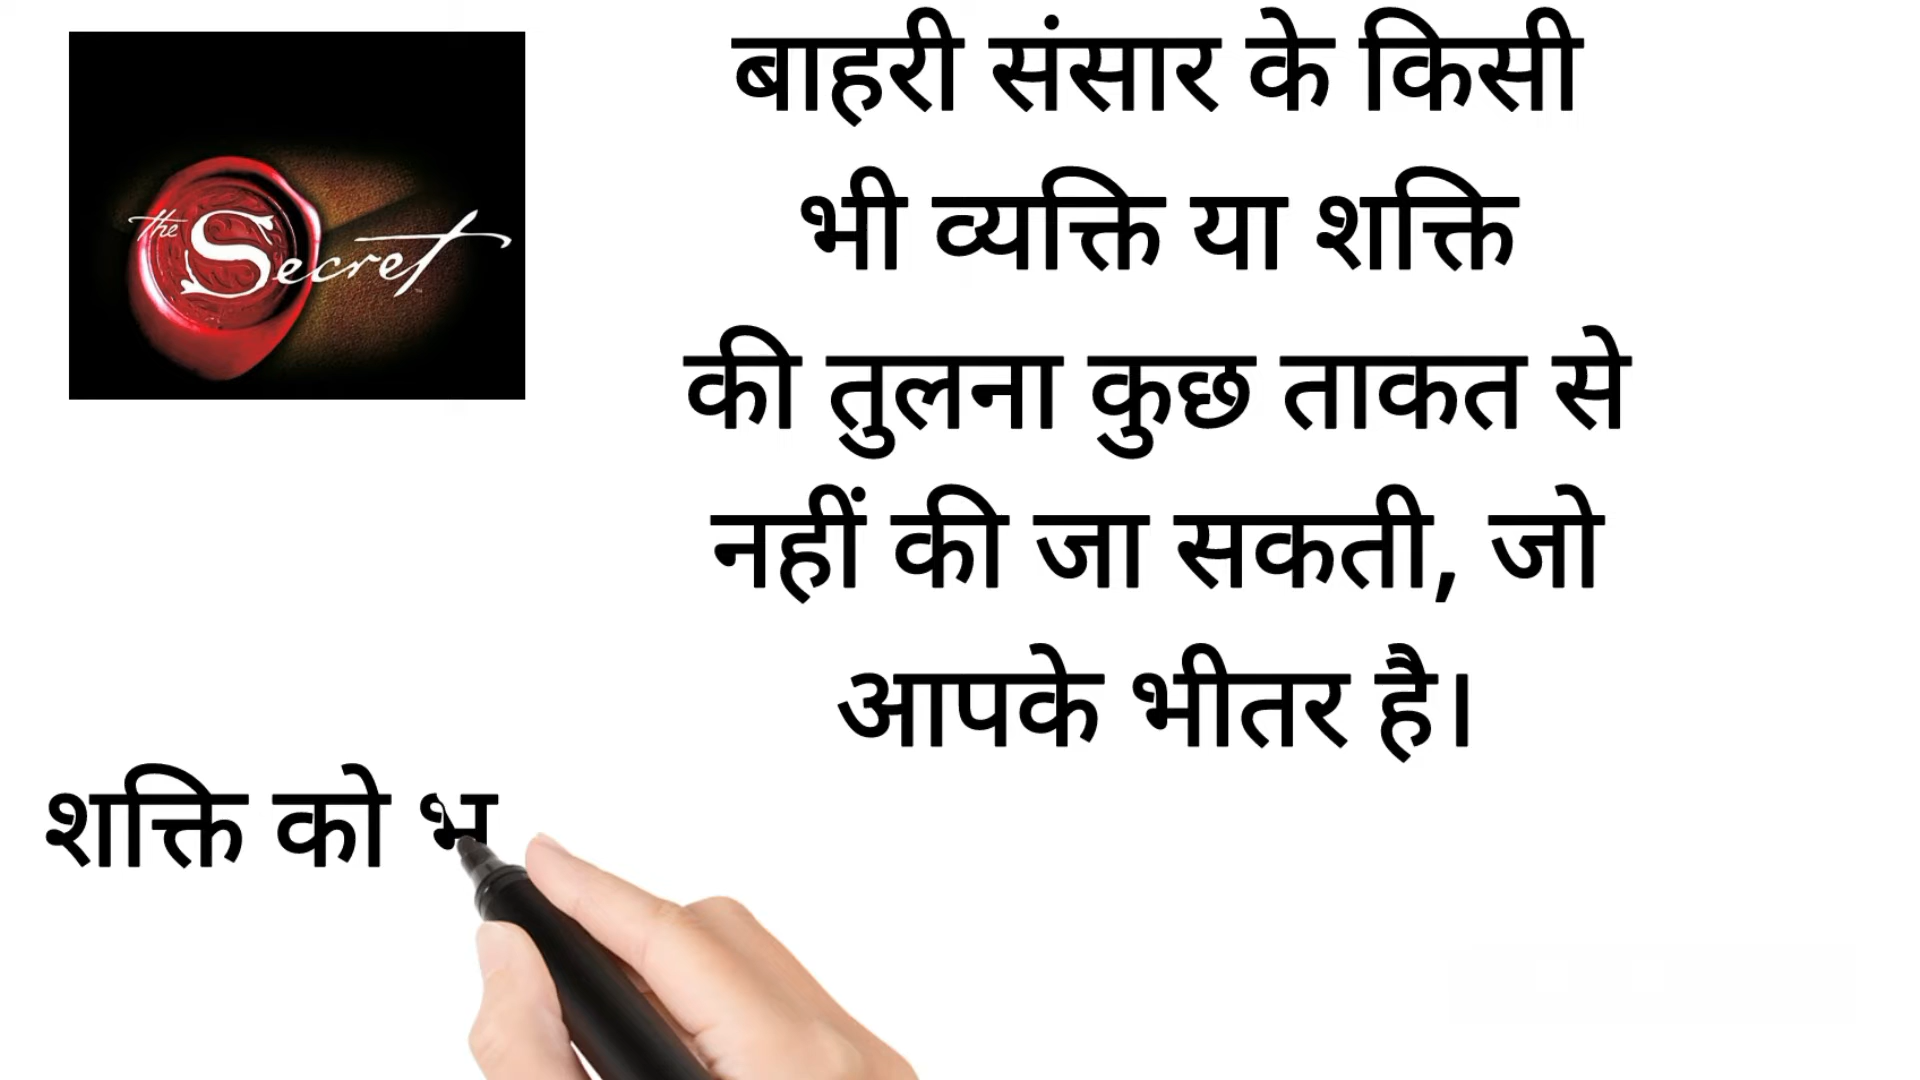 the Secret
बाहरी संसार के किसी
भी व्यक्ति या शक्ति
की तुलना कुछ ताकत से
नहीं की जा सकती, जो
आपके भीतर है।
शक्ति को